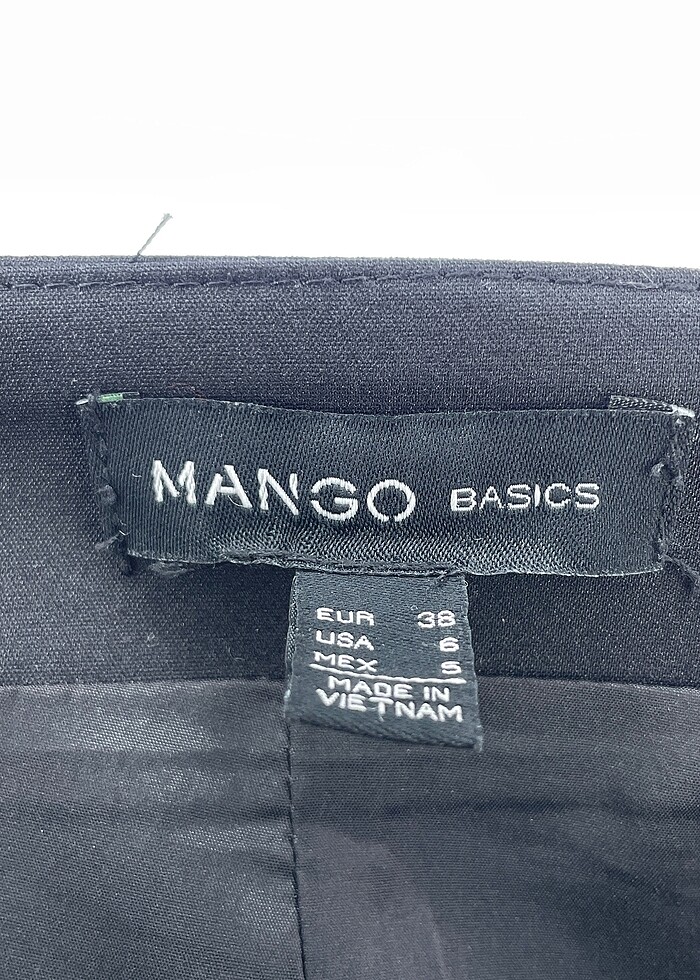 MANGO BASICS
EUR 38
USA 6
MEX S
MADE IN
VIETNAM